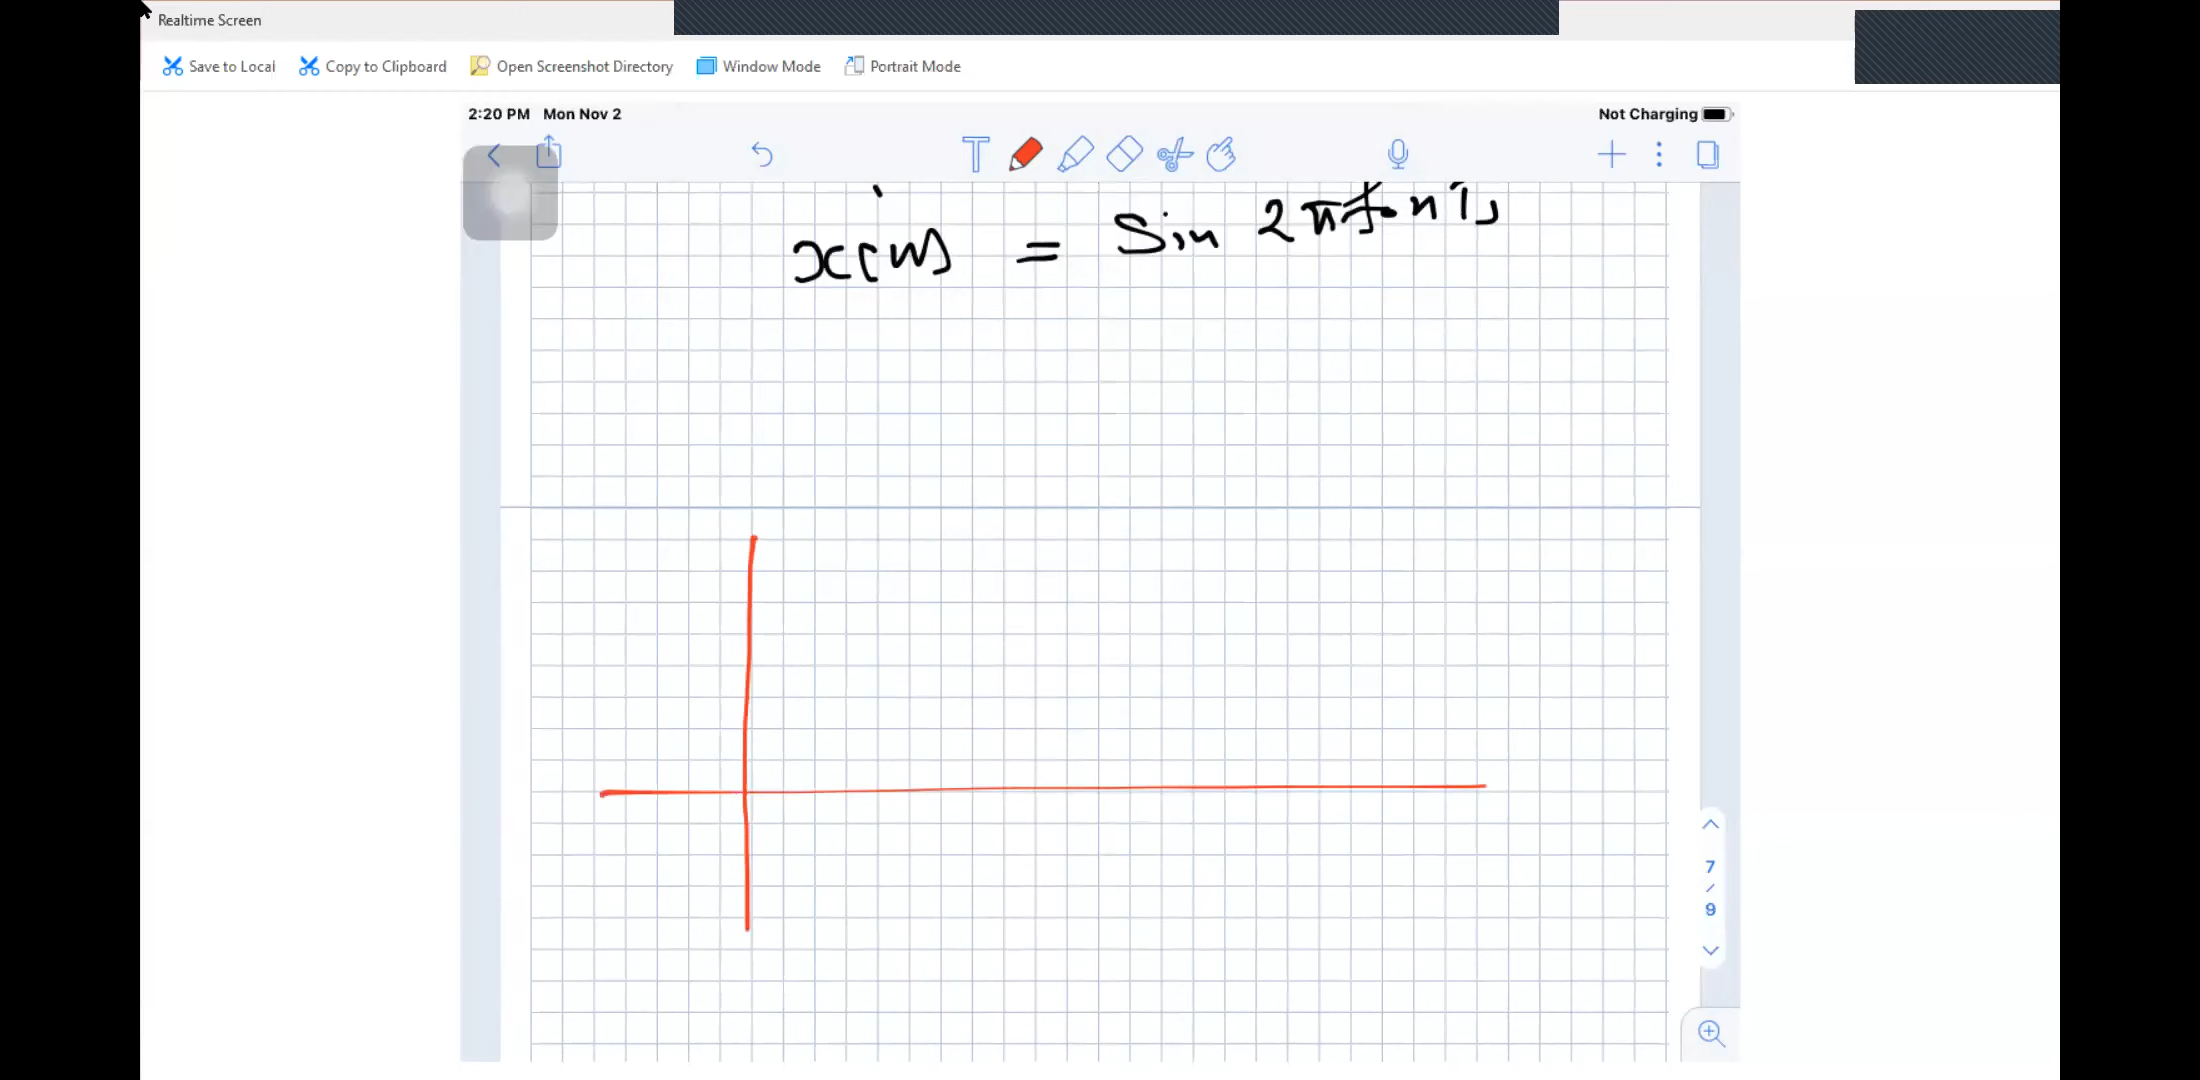 Realtime Screen
Save to Local Copy to Clipboard Open Screenshot Directory Window Mode Portrait Mode
2:20 PM Mon Nov 2 Not Charging
T
x(n) = Sin 2π
7
/
9